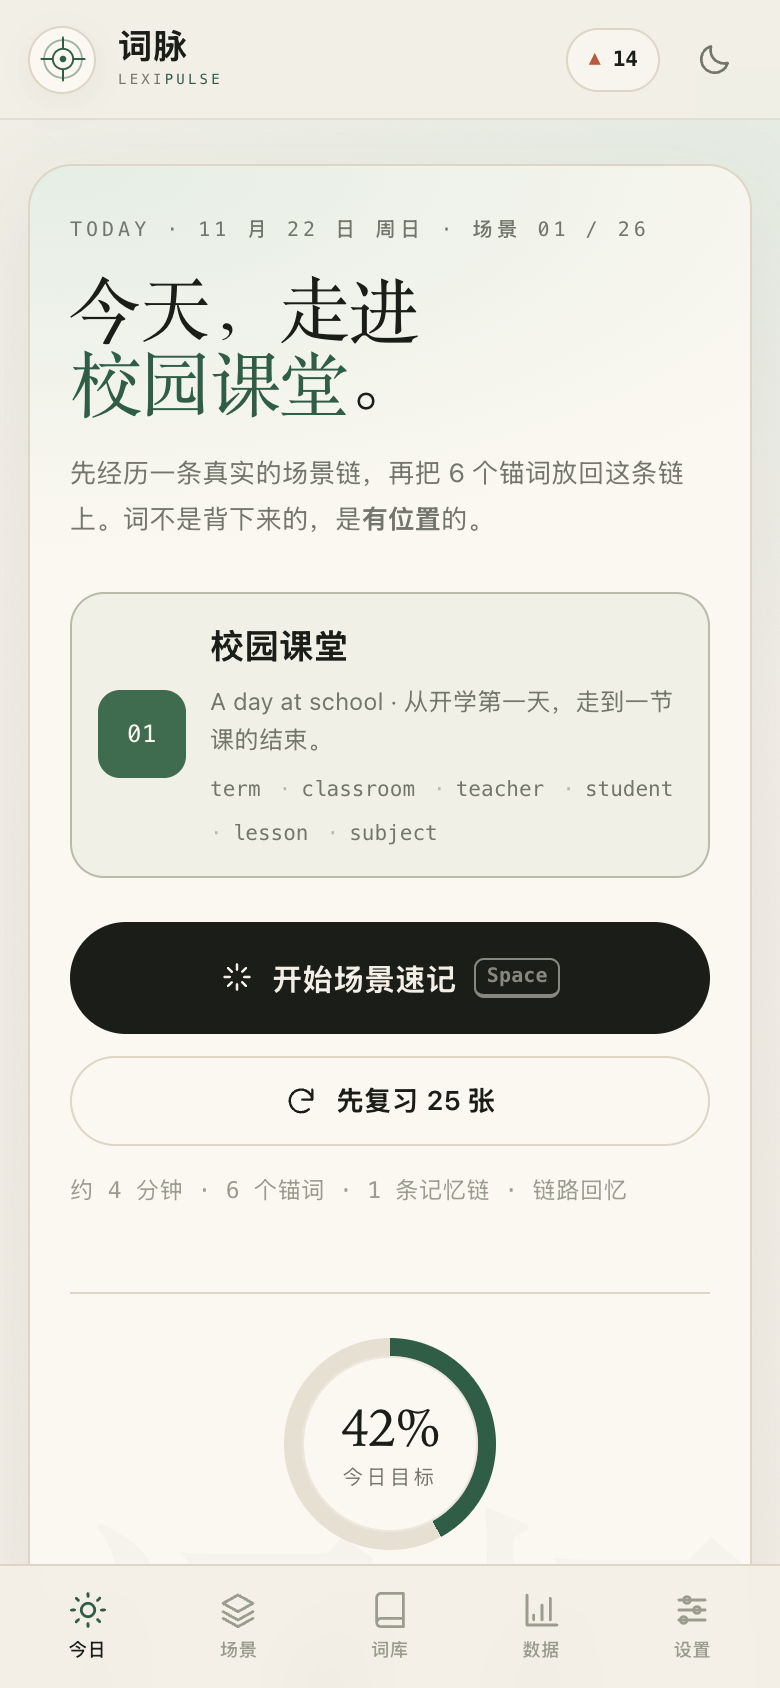 词脉
LEXIPULSE
▲ 14
TODAY · 11 月 22 日 周日 · 场景 01 / 26
今天，走进
校园课堂。
先经历一条真实的场景链，再把 6 个锚词放回这条链
上。词不是背下来的，是有位置的。
校园课堂
01
A day at school · 从开学第一天，走到一节
课的结束。
term · classroom · teacher · student
· lesson · subject
开始场景速记 Space
先复习 25 张
约 4 分钟 · 6 个锚词 · 1 条记忆链 · 链路回忆
42%
今日目标
今日 场景 词库 数据 设置